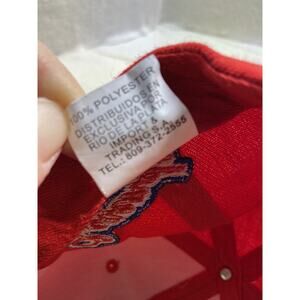 100% POLYESTER
DISTRIBUIDOS EN
EXCLUSIVA POR
RIO DE LA PLATA
IMPORT &
TRADING S.A.
TEL.: 809-372-2555